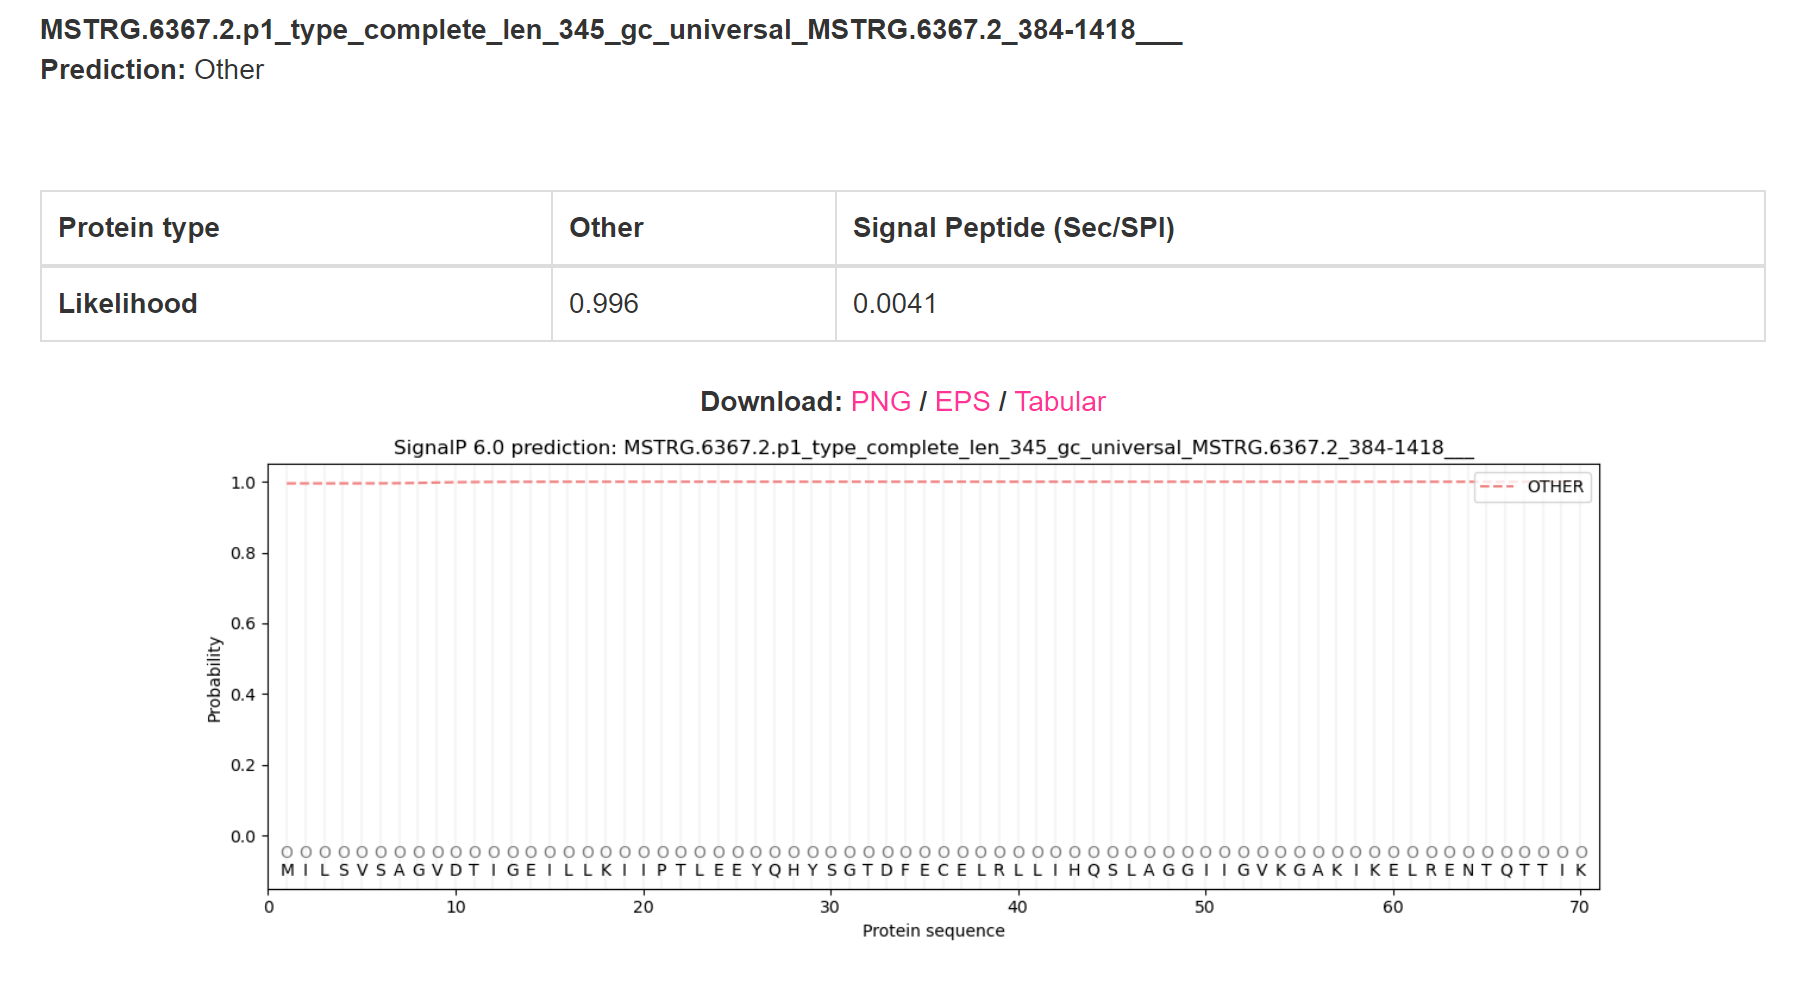 MSTRG.6367.2.p1_type_complete_len_345_gc_universal_MSTRG.6367.2_384-1418___
Prediction: Other
Protein type Other Signal Peptide (Sec/SPI)
Likelihood 0.996 0.0041
Download: PNG / EPS / Tabular
SignalP 6.0 prediction: MSTRG.6367.2.p1_type_complete_len_345_gc_universal_MSTRG.6367.2_384-1418___
OTHER
1.0
0.8
0.6
0.4
0.2
0.0
Probability
O O O O O O O O O O O O O O O O O O O O O O O O O O O O O O O O O O O O O O O O O O O O O O O O O O O O O O O O O O O O O O O O O O O O O O
M I L S V S A G V D T I G E I L L K I I P T L E E Y Q H Y S G T D F E C E L R L L I H Q S L A G G I I G V K G A K I K E L R E N T Q T T I K
0 10 20 30 40 50 60 70
Protein sequence